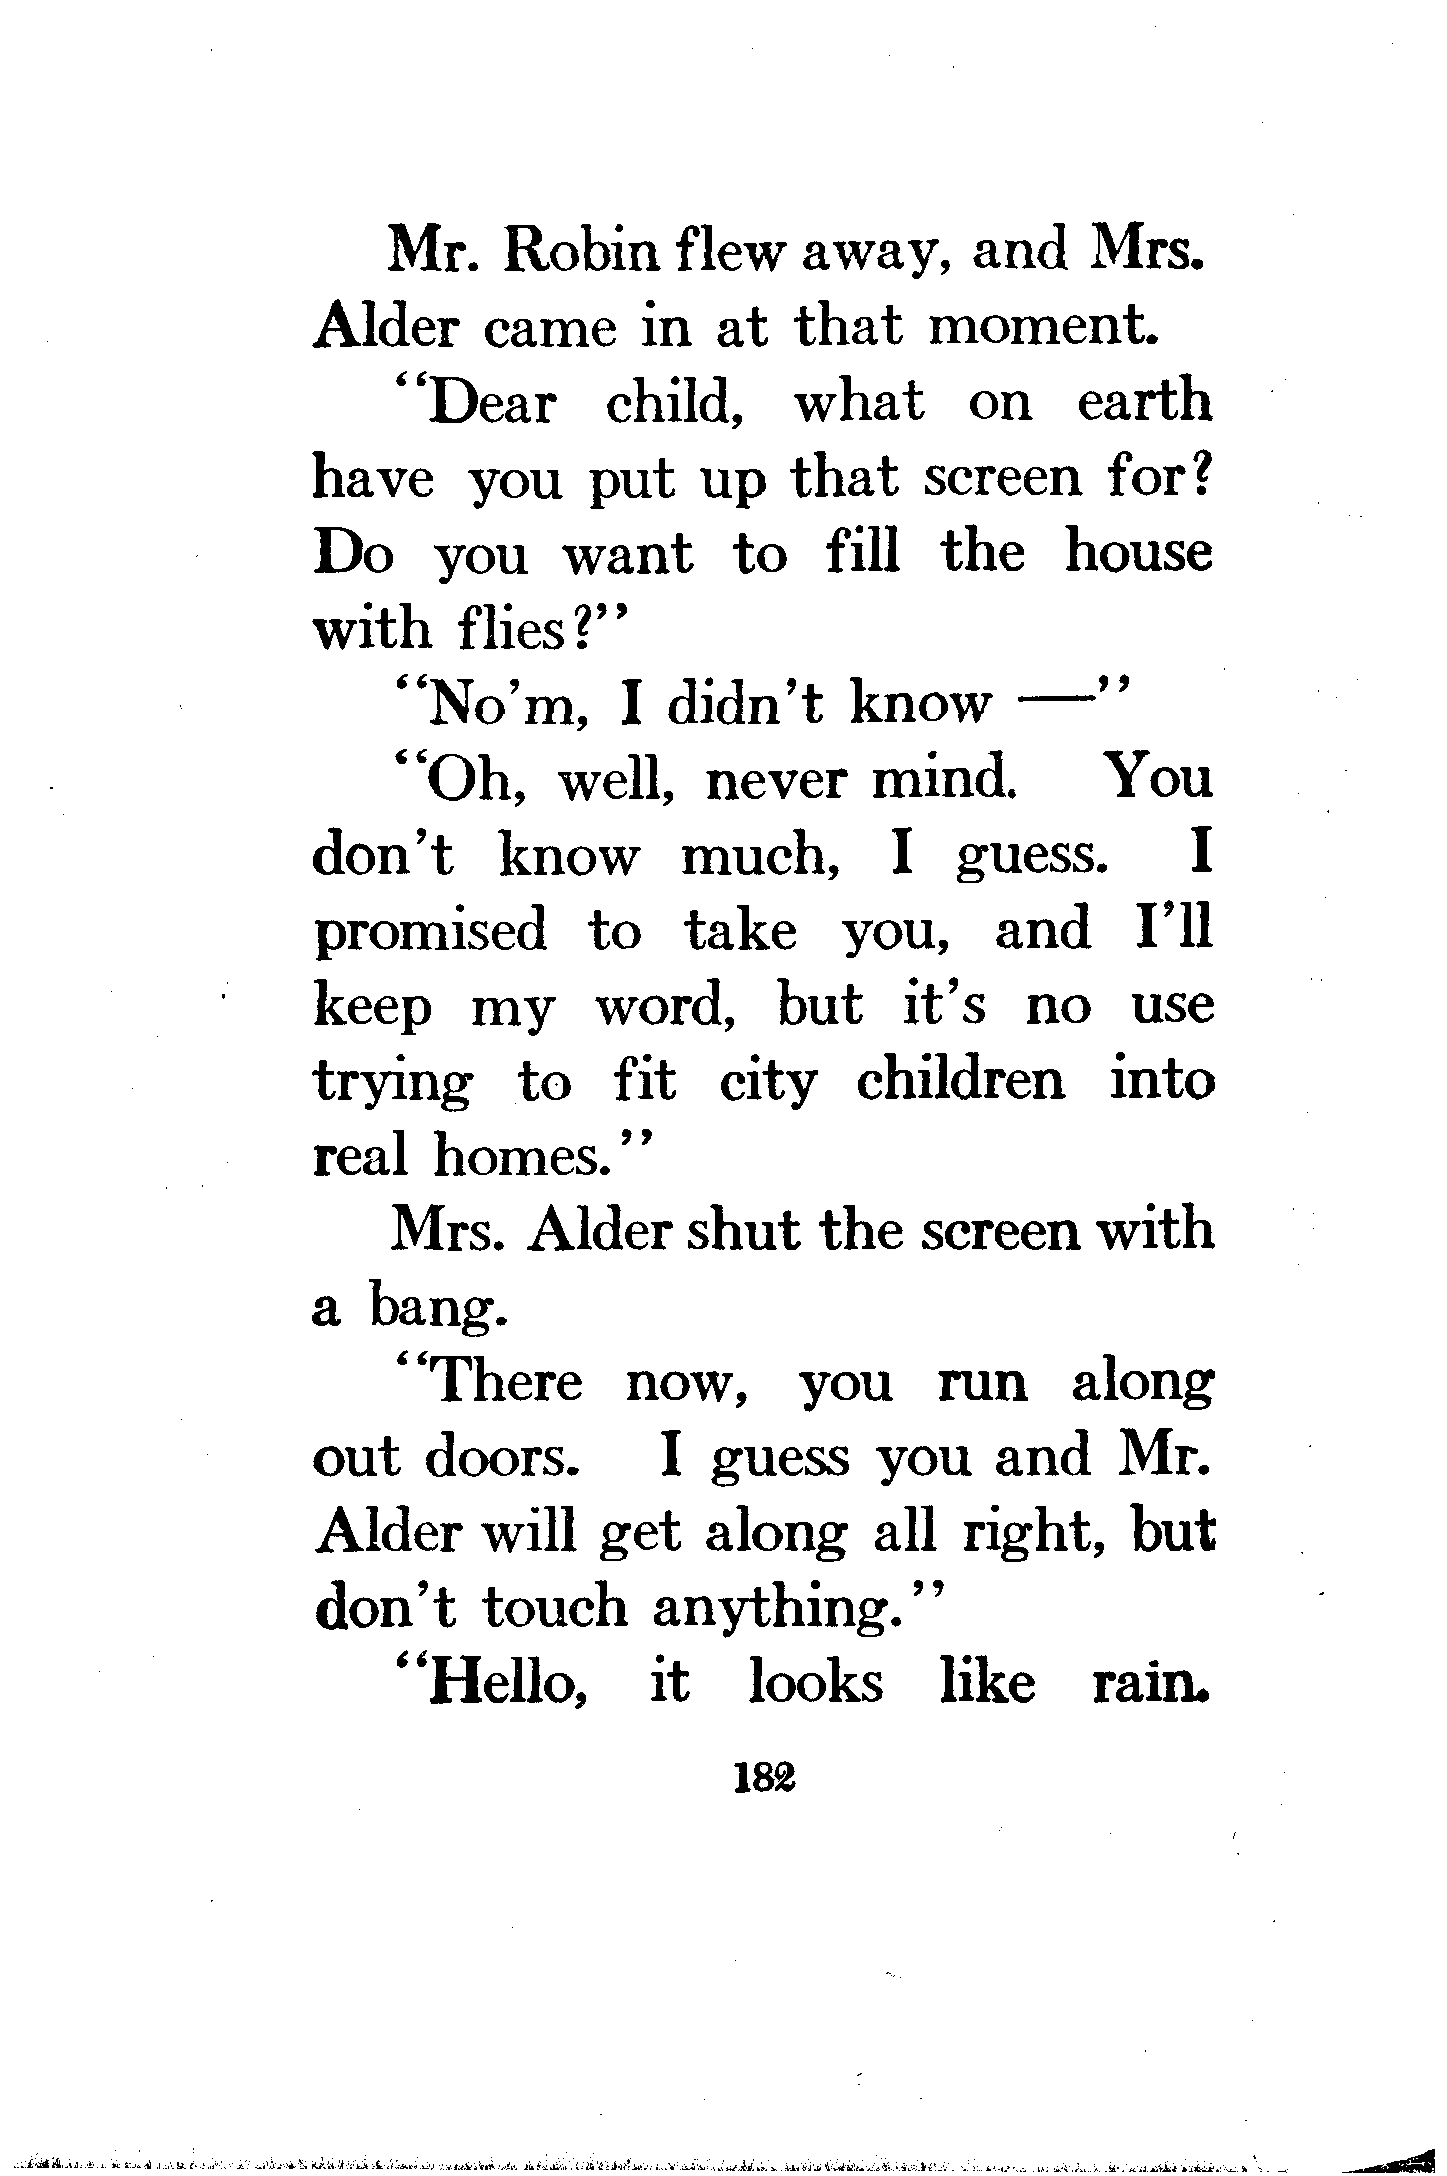 Mr. Robin flew away, and Mrs.
Alder came in at that moment.
“Dear child, what on earth
have you put up that screen for?
Do you want to fill the house
with flies?”
“No’m, I didn’t know —”
“Oh, well, never mind. You
don’t know much, I guess. I
promised to take you, and I’ll
keep my word, but it’s no use
trying to fit city children into
real homes.”
Mrs. Alder shut the screen with
a bang.
“There now, you run along
out doors. I guess you and Mr.
Alder will get along all right, but
don’t touch anything.”
“Hello, it looks like rain.
182